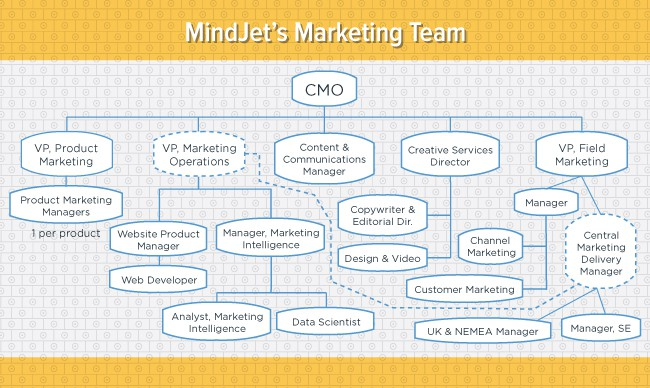 MindJet's Marketing Team
CMO
VP, Product
Marketing
VP, Marketing
Operations
Content &
Communications
Manager
Creative Services
Director
VP, Field
Marketing
Product Marketing
Managers
1 per product
Website Product
Manager
Web Developer
Manager, Marketing
Intelligence
Analyst, Marketing
Intelligence
Data Scientist
Copywriter &
Editorial Dir.
Design & Video
Manager
Channel
Marketing
Customer Marketing
Central
Marketing
Delivery
Manager
UK & NEMEA Manager
Manager, SE